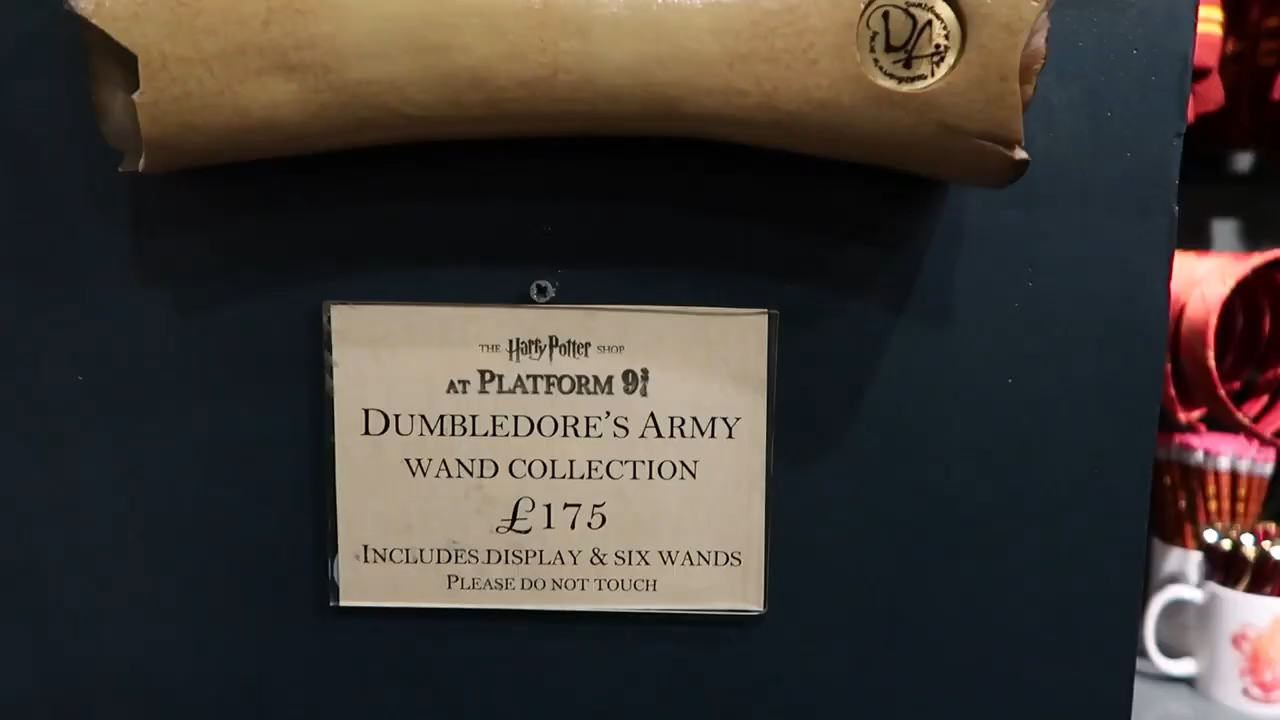 DA
THE Harry Potter SHOP
AT PLATFORM 9¾
DUMBLEDORE'S ARMY
WAND COLLECTION
£175
INCLUDES DISPLAY & SIX WANDS
PLEASE DO NOT TOUCH